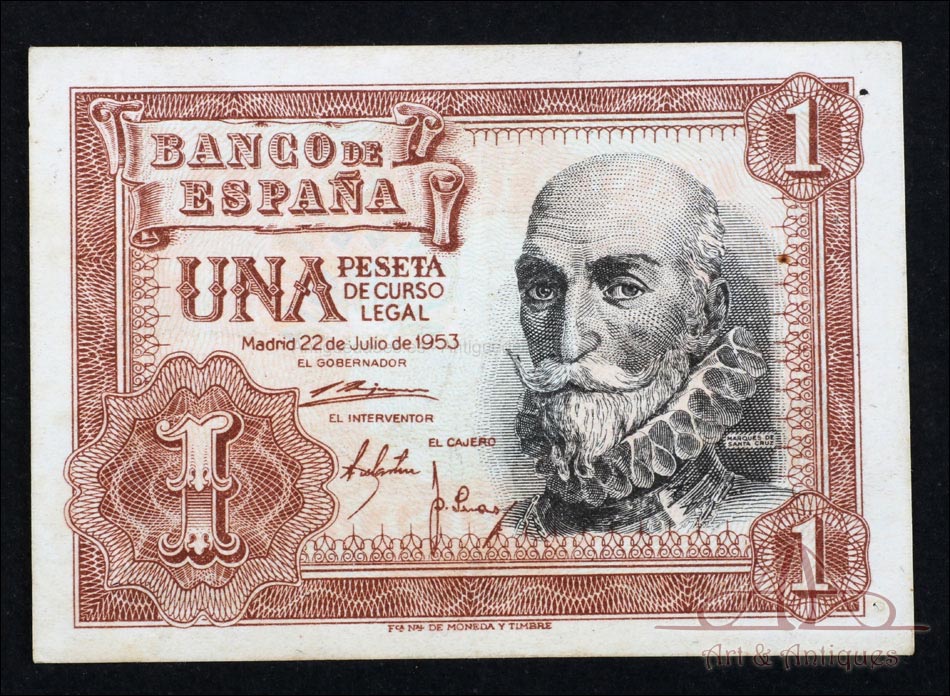 BANCO DE
ESPAÑA
1
UNA PESETA
DE CURSO
LEGAL
Madrid 22 de Julio de 1953
EL GOBERNADOR
EL INTERVENTOR
EL CAJERO
MARQUES DE
SANTA CRUZ
1
1
FCA NAL DE MONEDA Y TIMBRE
Art & Antiques